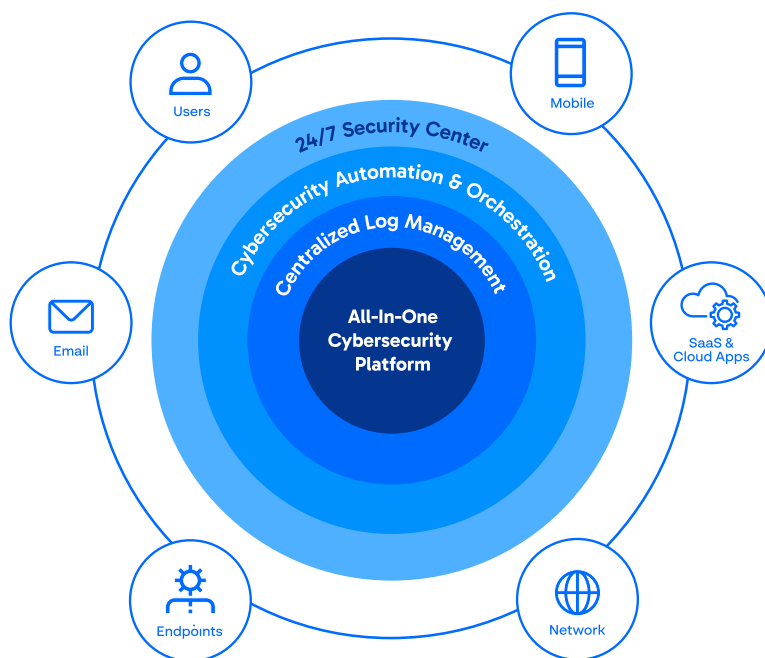 Users
Mobile
24/7 Security Center
Cybersecurity Automation & Orchestration
Centralized Log Management
All-In-One
Cybersecurity
Platform
Email
SaaS &
Cloud Apps
Endpoints
Network